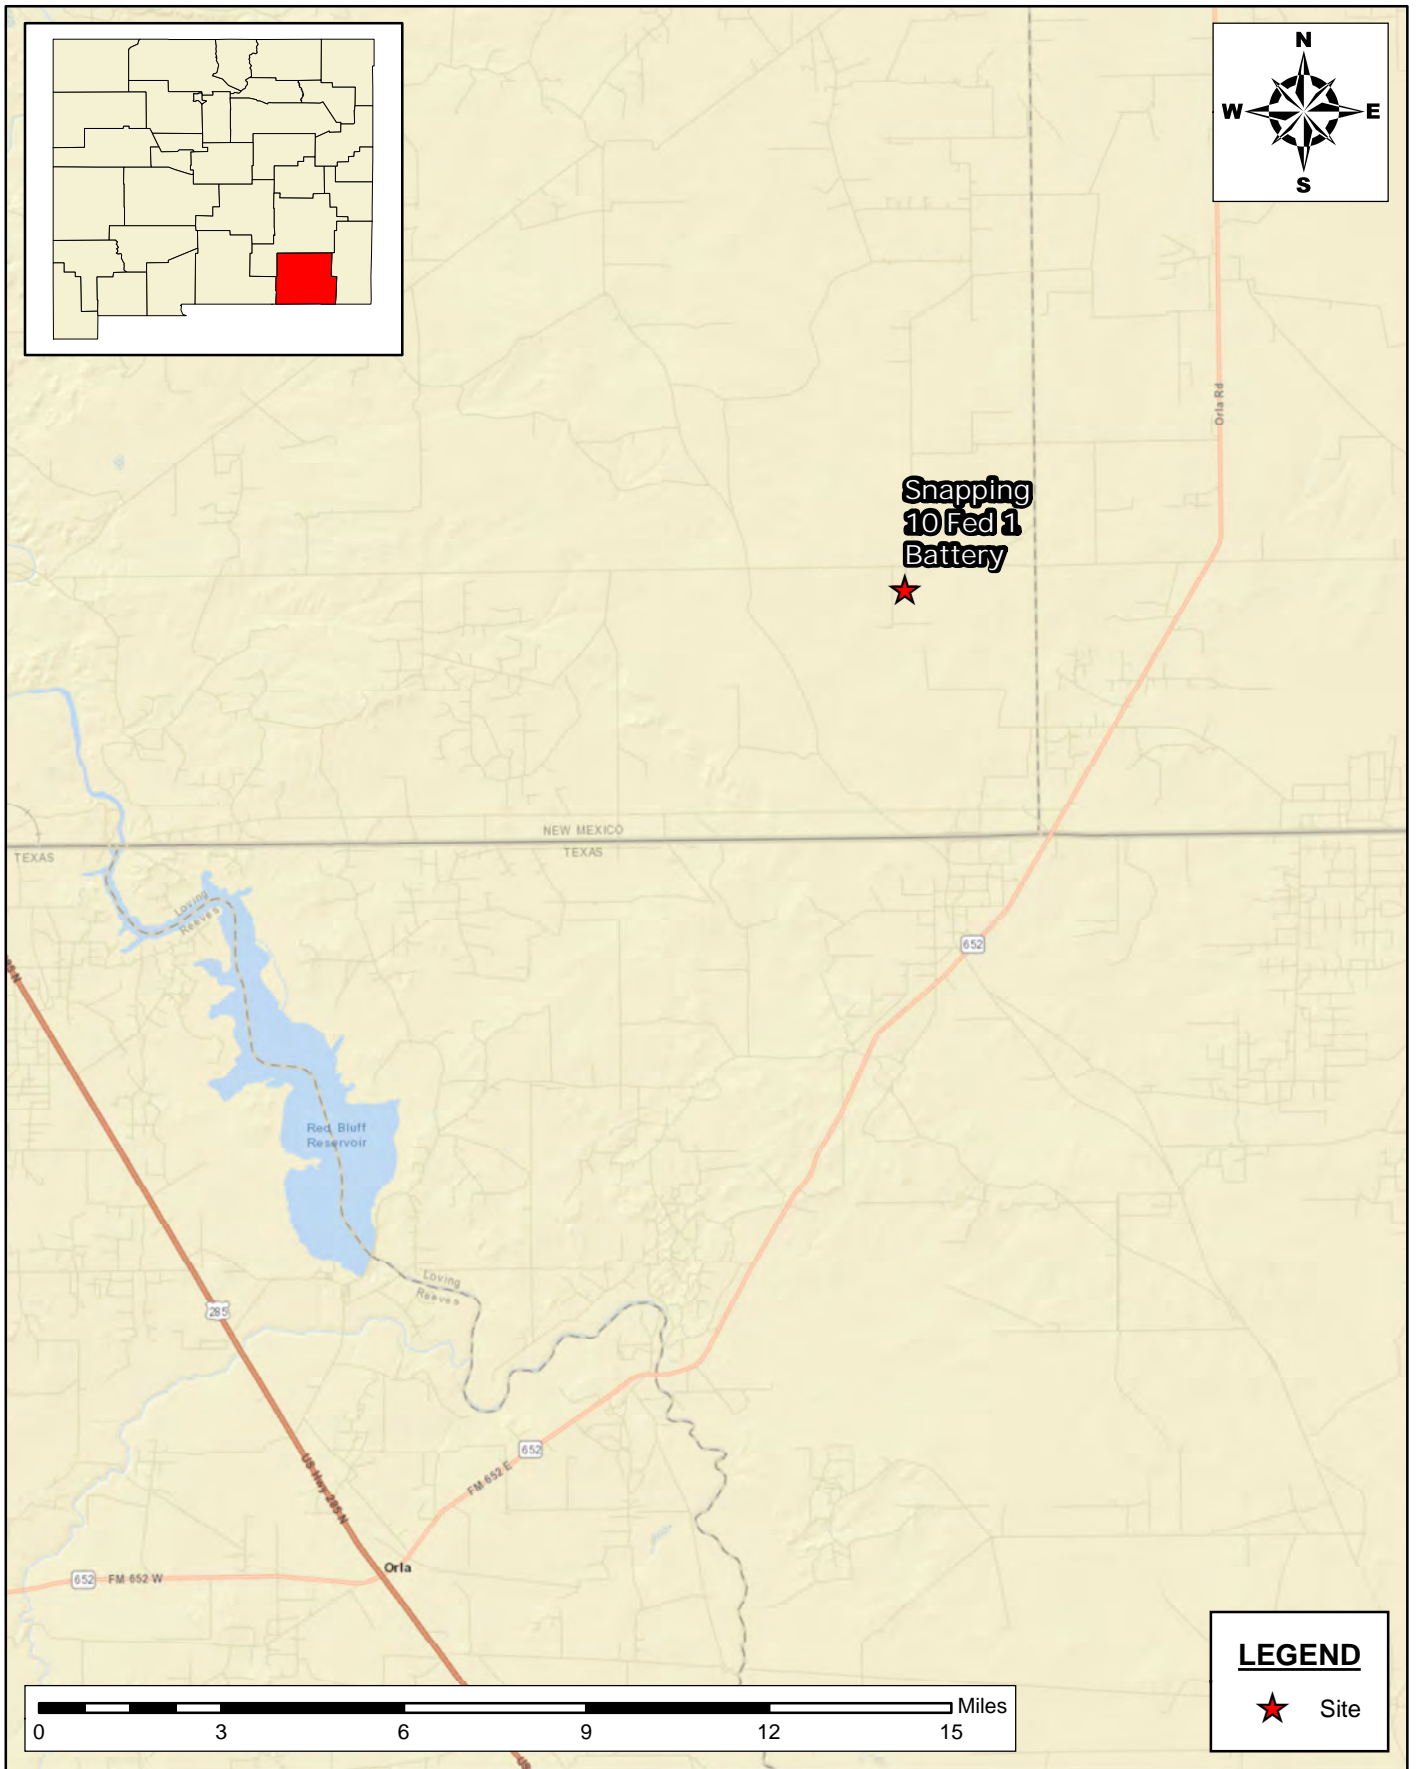 N
W
E
S
Orla Rd
Snapping
10 Fed 1
Battery
NEW MEXICO
TEXAS
TEXAS
Loving
Reeves
652
Red Bluff
Reservoir
Loving
Reeves
285
652
FM 652 E
US Hwy 285 N
Orla
652
FM 652 W
LEGEND
Site
Miles
0
3
6
9
12
15